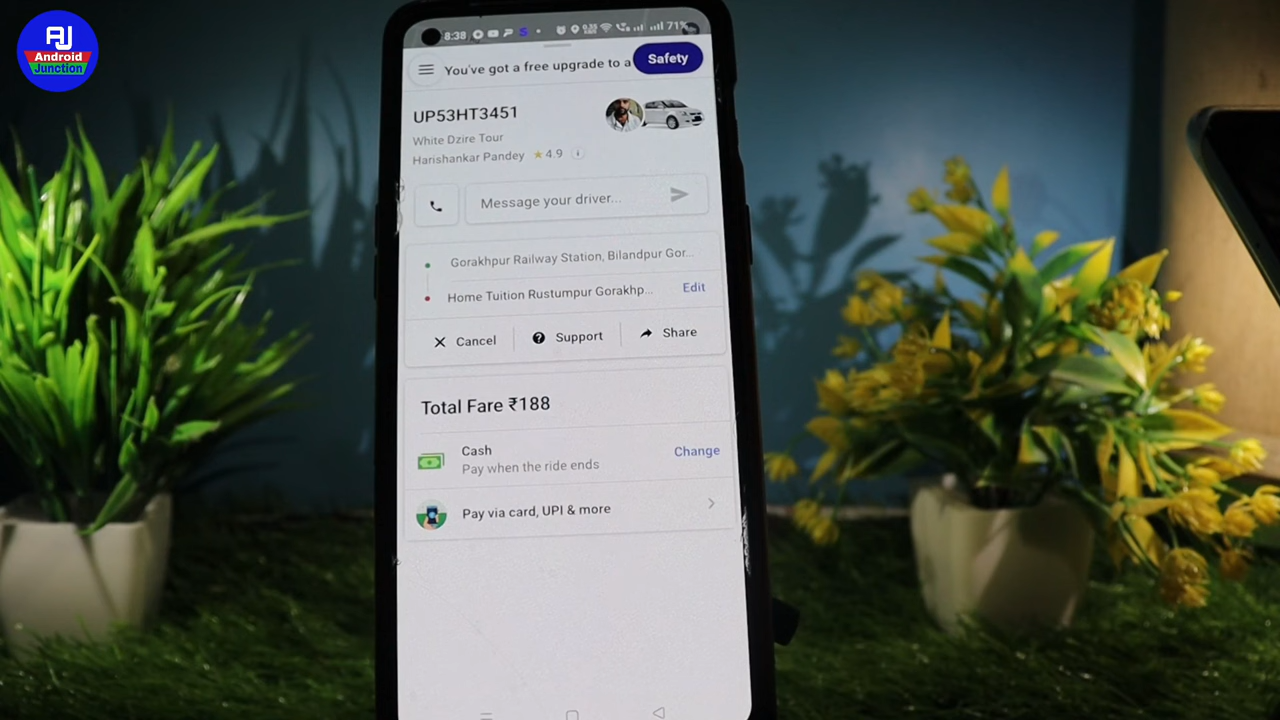 AJ
Android
Junction
8:38
71%
You've got a free upgrade to a
Safety
UP53HT3451
White Dzire Tour
Harishankar Pandey ★ 4.9
Message your driver...
Gorakhpur Railway Station, Bilandpur Gor...
Home Tuition Rustumpur Gorakhp...
Edit
Cancel
Support
Share
Total Fare ₹188
Cash
Pay when the ride ends
Change
Pay via card, UPI & more